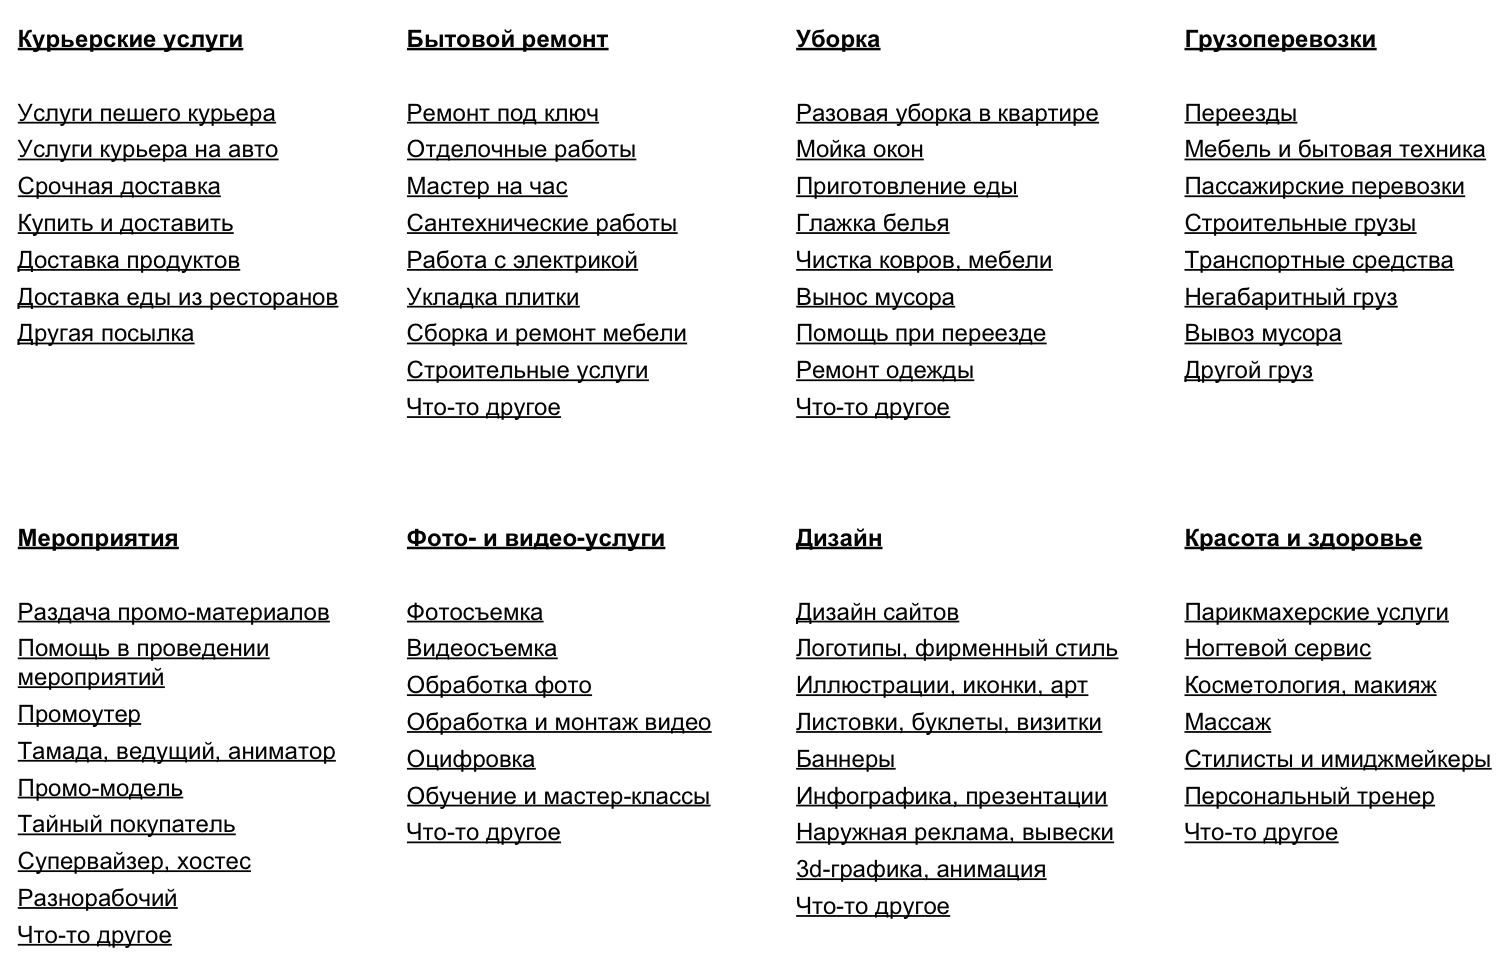 Курьерские услуги
Услуги пешего курьера
Услуги курьера на авто
Срочная доставка
Купить и доставить
Доставка продуктов
Доставка еды из ресторанов
Другая посылка
Бытовой ремонт
Ремонт под ключ
Отделочные работы
Мастер на час
Сантехнические работы
Работа с электрикой
Укладка плитки
Сборка и ремонт мебели
Строительные услуги
Что-то другое
Уборка
Разовая уборка в квартире
Мойка окон
Приготовление еды
Глажка белья
Чистка ковров, мебели
Вынос мусора
Помощь при переезде
Ремонт одежды
Что-то другое
Грузоперевозки
Переезды
Мебель и бытовая техника
Пассажирские перевозки
Строительные грузы
Транспортные средства
Негабаритный груз
Вывоз мусора
Другой груз
Мероприятия
Раздача промо-материалов
Помощь в проведении
мероприятий
Промоутер
Тамада, ведущий, аниматор
Промо-модель
Тайный покупатель
Супервайзер, хостес
Разнорабочий
Что-то другое
Фото- и видео-услуги
Фотосъемка
Видеосъемка
Обработка фото
Обработка и монтаж видео
Оцифровка
Обучение и мастер-классы
Что-то другое
Дизайн
Дизайн сайтов
Логотипы, фирменный стиль
Иллюстрации, иконки, арт
Листовки, буклеты, визитки
Баннеры
Инфографика, презентации
Наружная реклама, вывески
3d-графика, анимация
Что-то другое
Красота и здоровье
Парикмахерские услуги
Ногтевой сервис
Косметология, макияж
Массаж
Стилисты и имиджмейкеры
Персональный тренер
Что-то другое